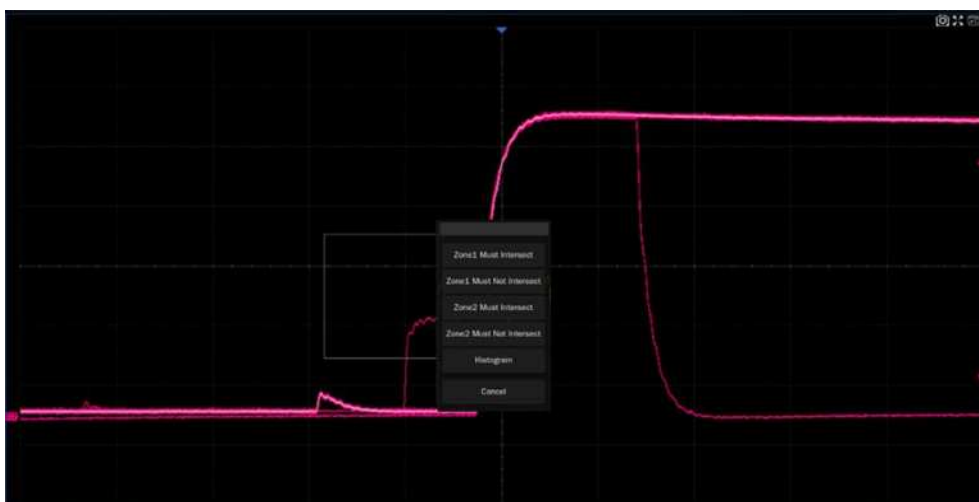 Zone1 Must Intersect
Zone1 Must Not Intersect
Zone2 Must Intersect
Zone2 Must Not Intersect
Histogram
Cancel